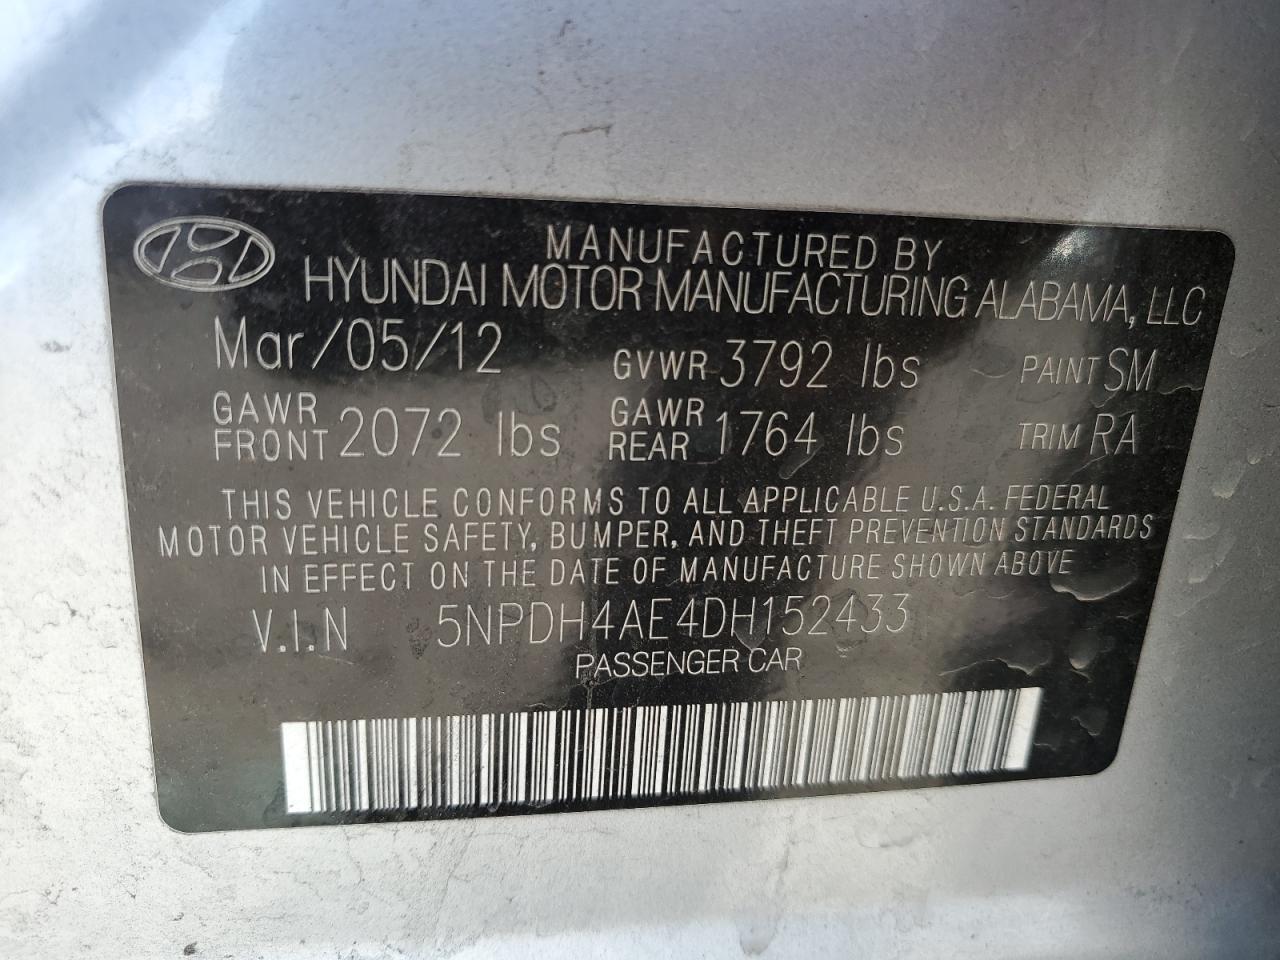 MANUFACTURED BY
HYUNDAI MOTOR MANUFACTURING ALABAMA, LLC
Mar/05/12 GVWR 3792 lbs PAINT SM
GAWR FRONT 2072 lbs GAWR REAR 1764 lbs TRIM RA
THIS VEHICLE CONFORMS TO ALL APPLICABLE U.S.A. FEDERAL
MOTOR VEHICLE SAFETY, BUMPER, AND THEFT PREVENTION STANDARDS
IN EFFECT ON THE DATE OF MANUFACTURE SHOWN ABOVE
V.I.N 5NPDH4AE4DH152433
PASSENGER CAR